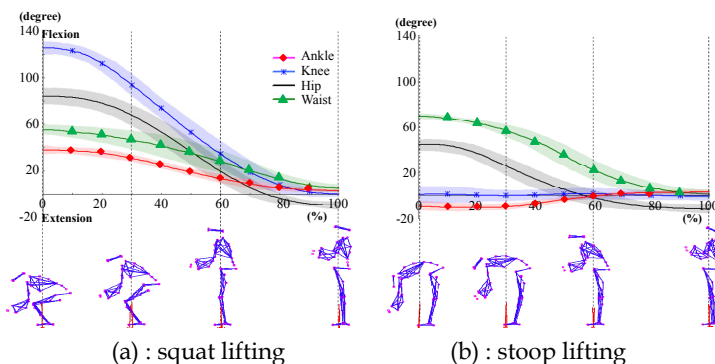 (degree)
140
Flexion
Ankle
Knee
Hip
Waist
100
60
20
-20
Extension
0
20
40
60
80
100
(%)
(a) : squat lifting
(degree)
140
100
60
20
-20
0
20
40
60
80
100
(%)
(b) : stoop lifting